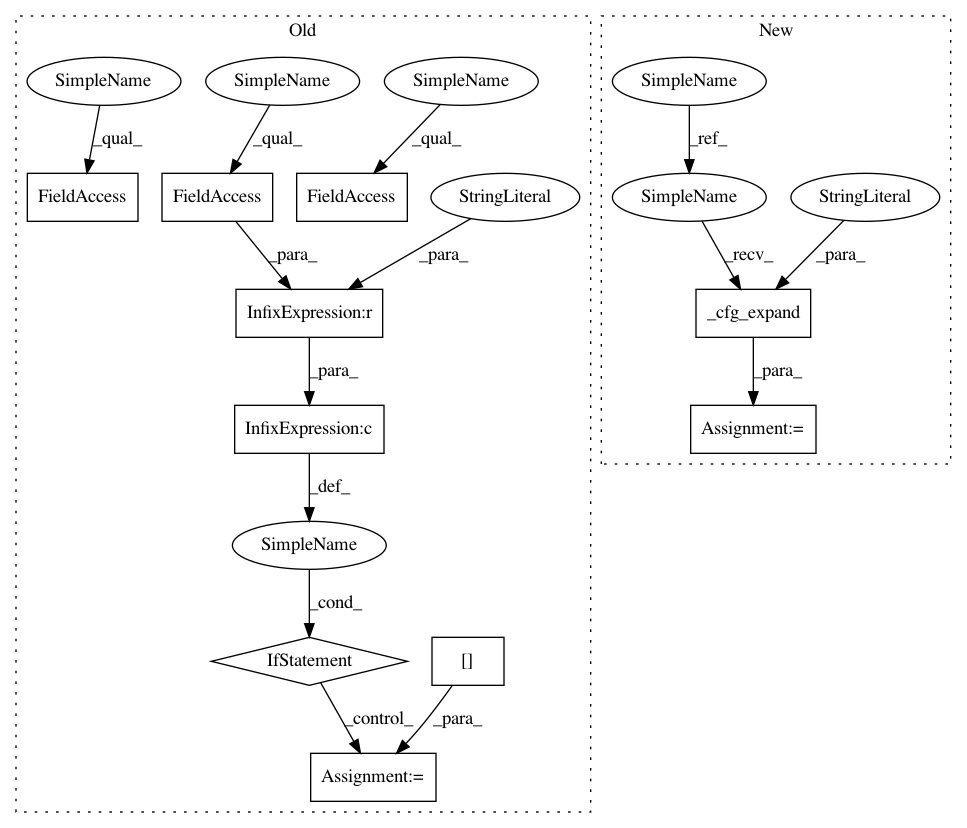 Old
New
SimpleName
SimpleName
SimpleName
SimpleName
_qual_
_qual_
_qual_
_ref_
FieldAccess
FieldAccess
FieldAccess
StringLiteral
SimpleName
StringLiteral
_para_
_para_
_recv_
_para_
InfixExpression:r
_cfg_expand
_para_
_para_
InfixExpression:c
Assignment:=
_def_
SimpleName
_cond_
IfStatement
[]
_control_
_para_
Assignment:=